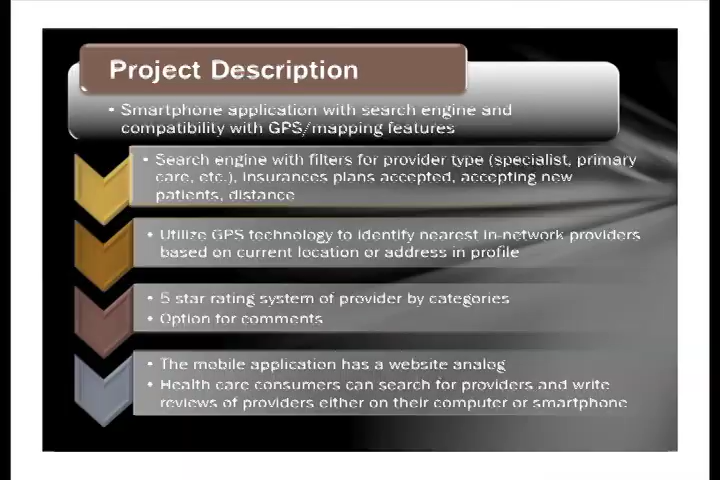 Project Description
• Smartphone application with search engine and
compatibility with GPS/mapping features
• Search engine with filters for provider type (specialist, primary
care, etc.), insurances plans accepted, accepting new
patients, distance
• Utilize GPS technology to identify nearest in-network providers
based on current location or address in profile
• 5 star rating system of provider by categories
• Option for comments
• The mobile application has a website analog
• Health care consumers can search for providers and write
reviews of providers either on their computer or smartphone